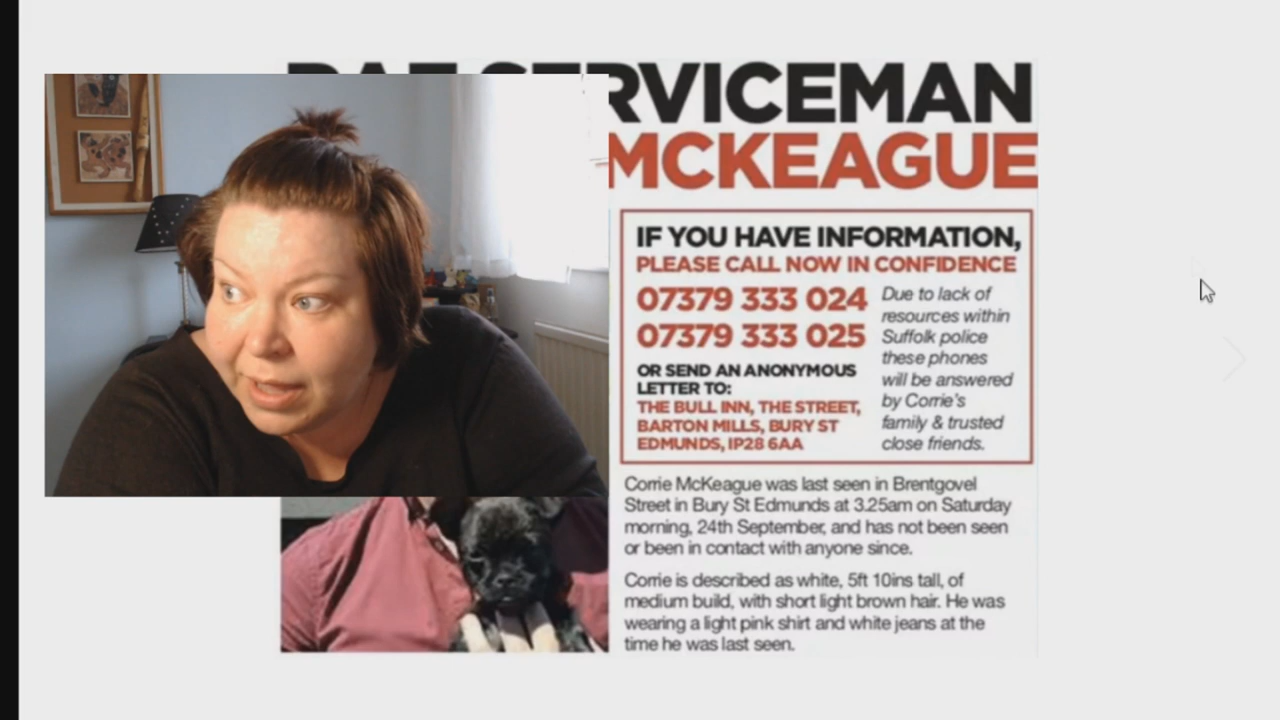 SERVICEMAN
MCKEAGUE
IF YOU HAVE INFORMATION,
PLEASE CALL NOW IN CONFIDENCE
07379 333 024
07379 333 025
OR SEND AN ANONYMOUS
LETTER TO:
THE BULL INN, THE STREET,
BARTON MILLS, BURY ST
EDMUNDS, IP28 6AA
Due to lack of
resources within
Suffolk police
these phones
will be answered
by Corrie's
family & trusted
close friends.
Corrie McKeague was last seen in Brentgovel
Street in Bury St Edmunds at 3.25am on Saturday
morning, 24th September, and has not been seen
or been in contact with anyone since.
Corrie is described as white, 5ft 10ins tall, of
medium build, with short light brown hair. He was
wearing a light pink shirt and white jeans at the
time he was last seen.